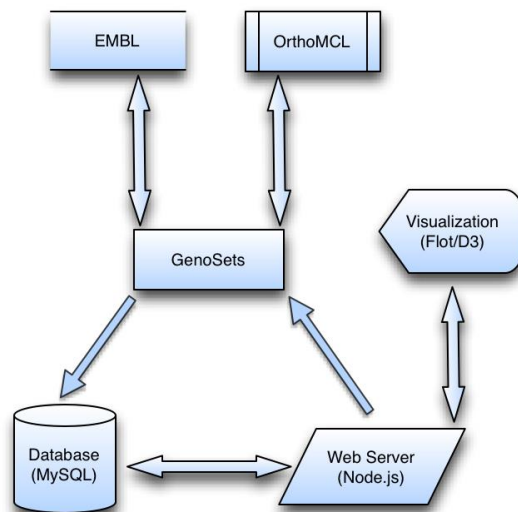 EMBL
OrthoMCL
Visualization
(Flot/D3)
GenoSets
Database
(MySQL)
Web Server
(Node.js)